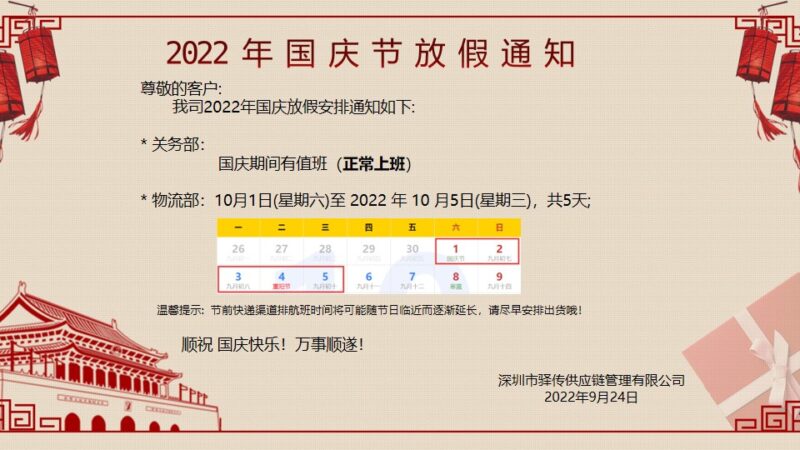 2022年国庆节放假通知
尊敬的客户:
我司2022年国庆放假安排通知如下:
* 关务部：
国庆期间有值班（正常上班）
* 物流部：10月1日(星期六)至 2022 年 10 月5日(星期三)，共5天;
一 二 三 四 五 六 日
26 27 28 29 30 1 2
国庆节 九月初七
3 4 5 6 7 8 9
九月初八 重阳节 九月初十 九月十一 九月十二 寒露 九月十四
温馨提示: 节前快递渠道排航班时间将可能随节日临近而逐渐延长，请尽早安排出货哦！
顺祝 国庆快乐！万事顺遂！
深圳市驿传供应链管理有限公司
2022年9月24日